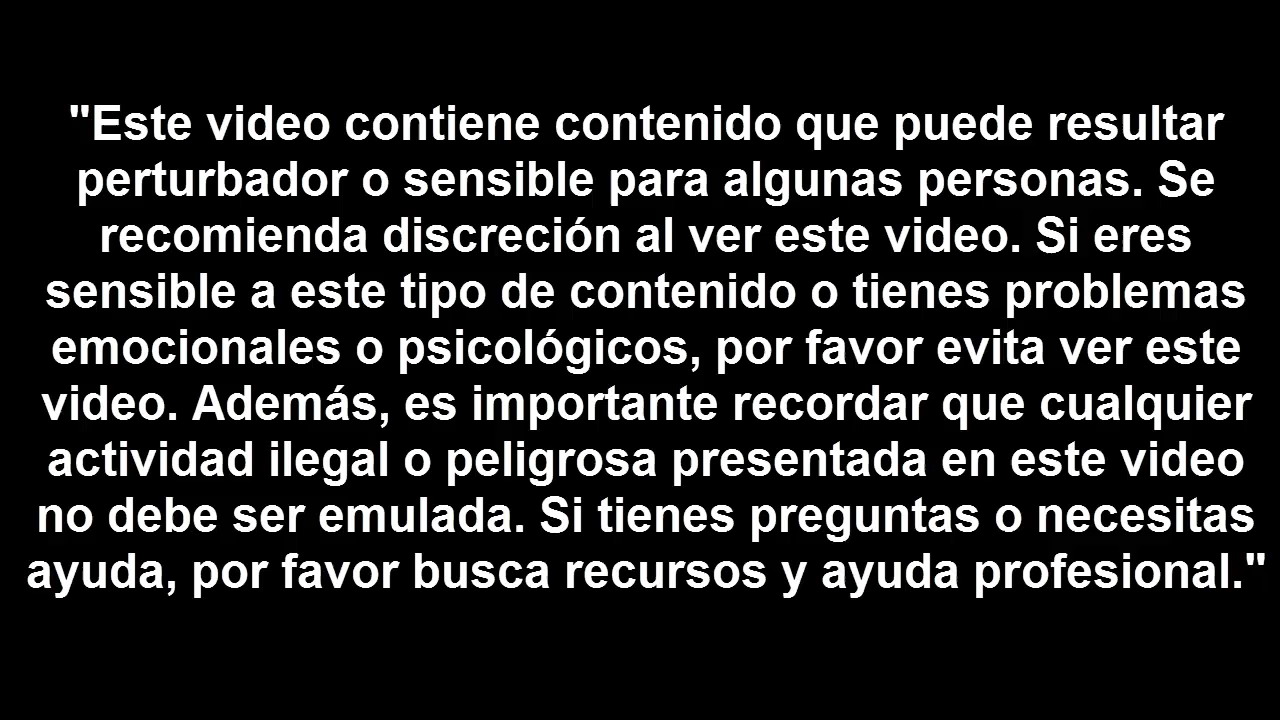 "Este video contiene contenido que puede resultar
perturbador o sensible para algunas personas. Se
recomienda discreción al ver este video. Si eres
sensible a este tipo de contenido o tienes problemas
emocionales o psicológicos, por favor evita ver este
video. Además, es importante recordar que cualquier
actividad ilegal o peligrosa presentada en este video
no debe ser emulada. Si tienes preguntas o necesitas
ayuda, por favor busca recursos y ayuda profesional."